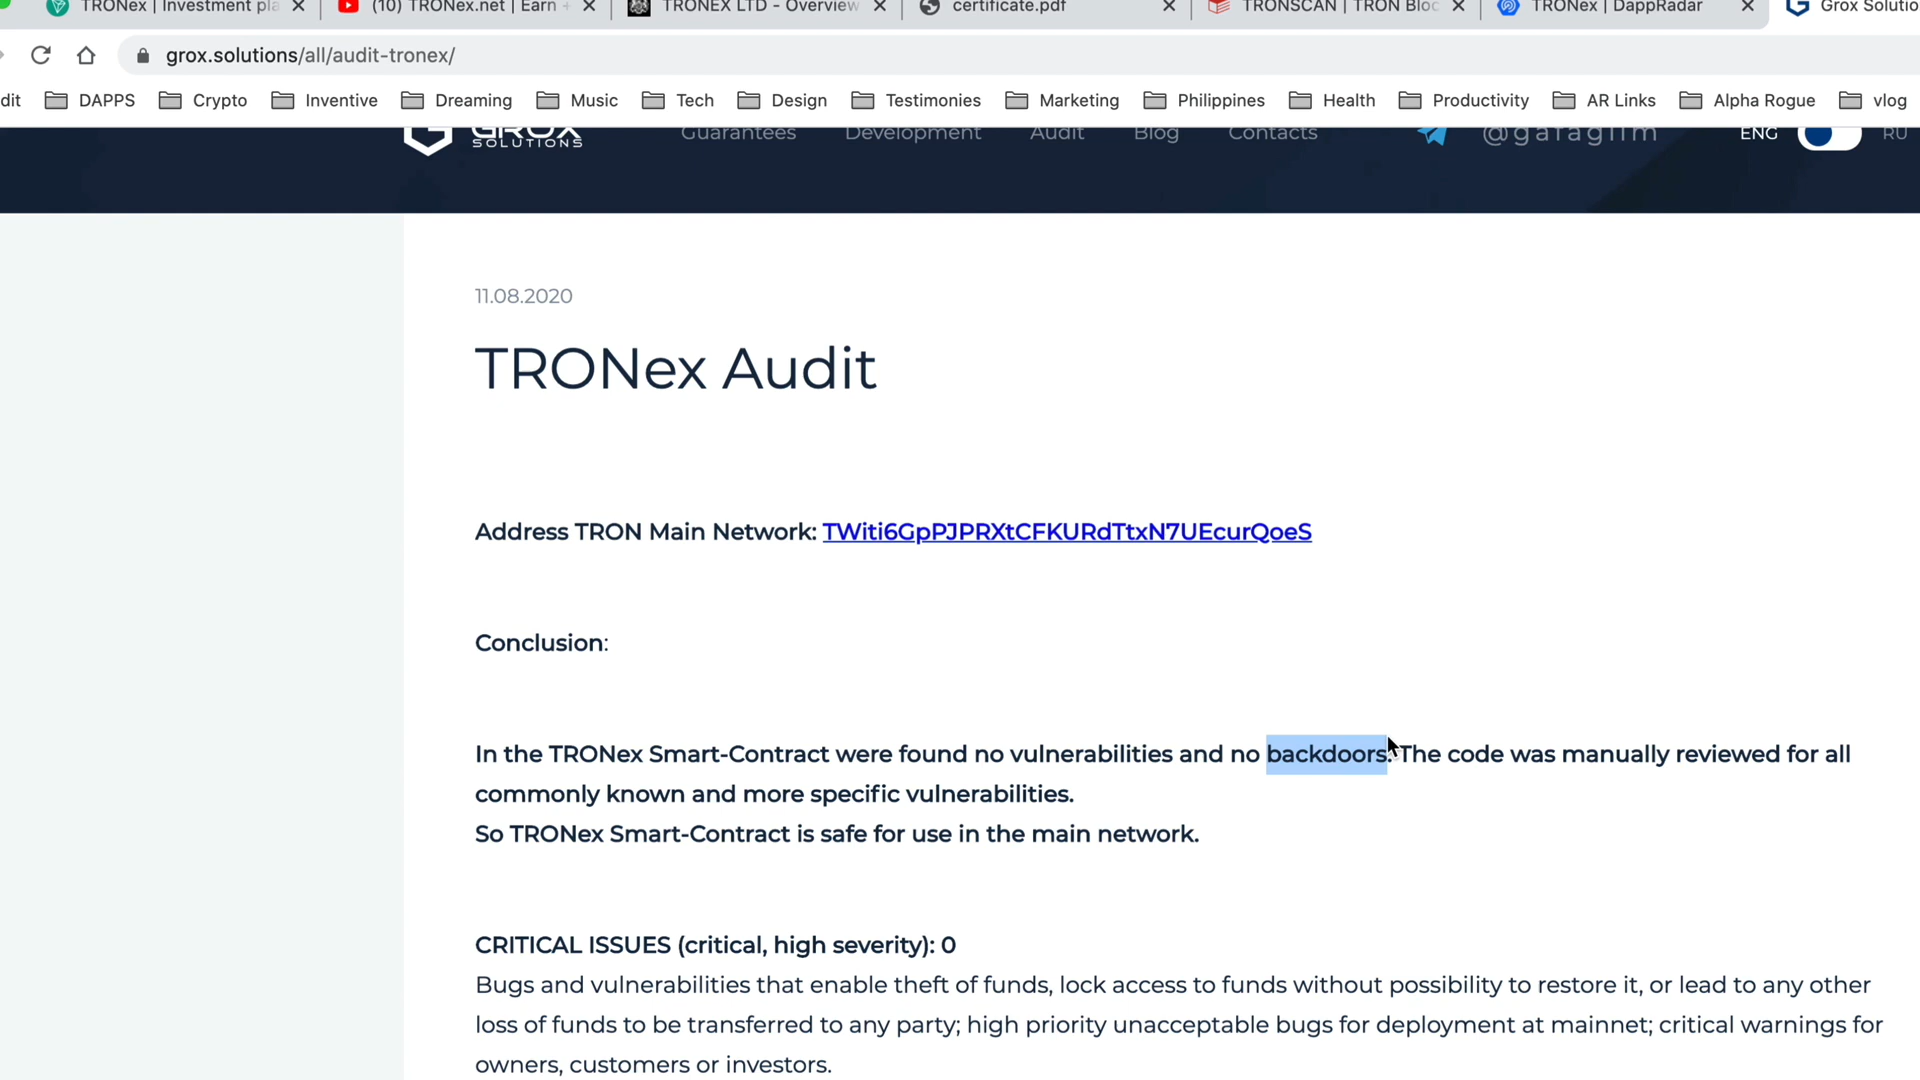 TRONex | Investment pla
(10) TRONex.net | Earn +
TRONEX LTD - Overview
certificate.pdf
TRONSCAN | TRON Bloc
TRONex | DappRadar
Grox Solutio
grox.solutions/all/audit-tronex/
dit
DAPPS
Crypto
Inventive
Dreaming
Music
Tech
Design
Testimonies
Marketing
Philippines
Health
Productivity
AR Links
Alpha Rogue
vlog
GROX
SOLUTIONS
Guarantees
Development
Audit
Blog
Contacts
ENG
RU
11.08.2020
TRONex Audit
Address TRON Main Network: TWiti6GpPJPRXtCFKURdTtxN7UEcurQoeS
Conclusion:
In the TRONex Smart-Contract were found no vulnerabilities and no backdoors. The code was manually reviewed for all
commonly known and more specific vulnerabilities.
So TRONex Smart-Contract is safe for use in the main network.
CRITICAL ISSUES (critical, high severity): 0
Bugs and vulnerabilities that enable theft of funds, lock access to funds without possibility to restore it, or lead to any other
loss of funds to be transferred to any party; high priority unacceptable bugs for deployment at mainnet; critical warnings for
owners, customers or investors.